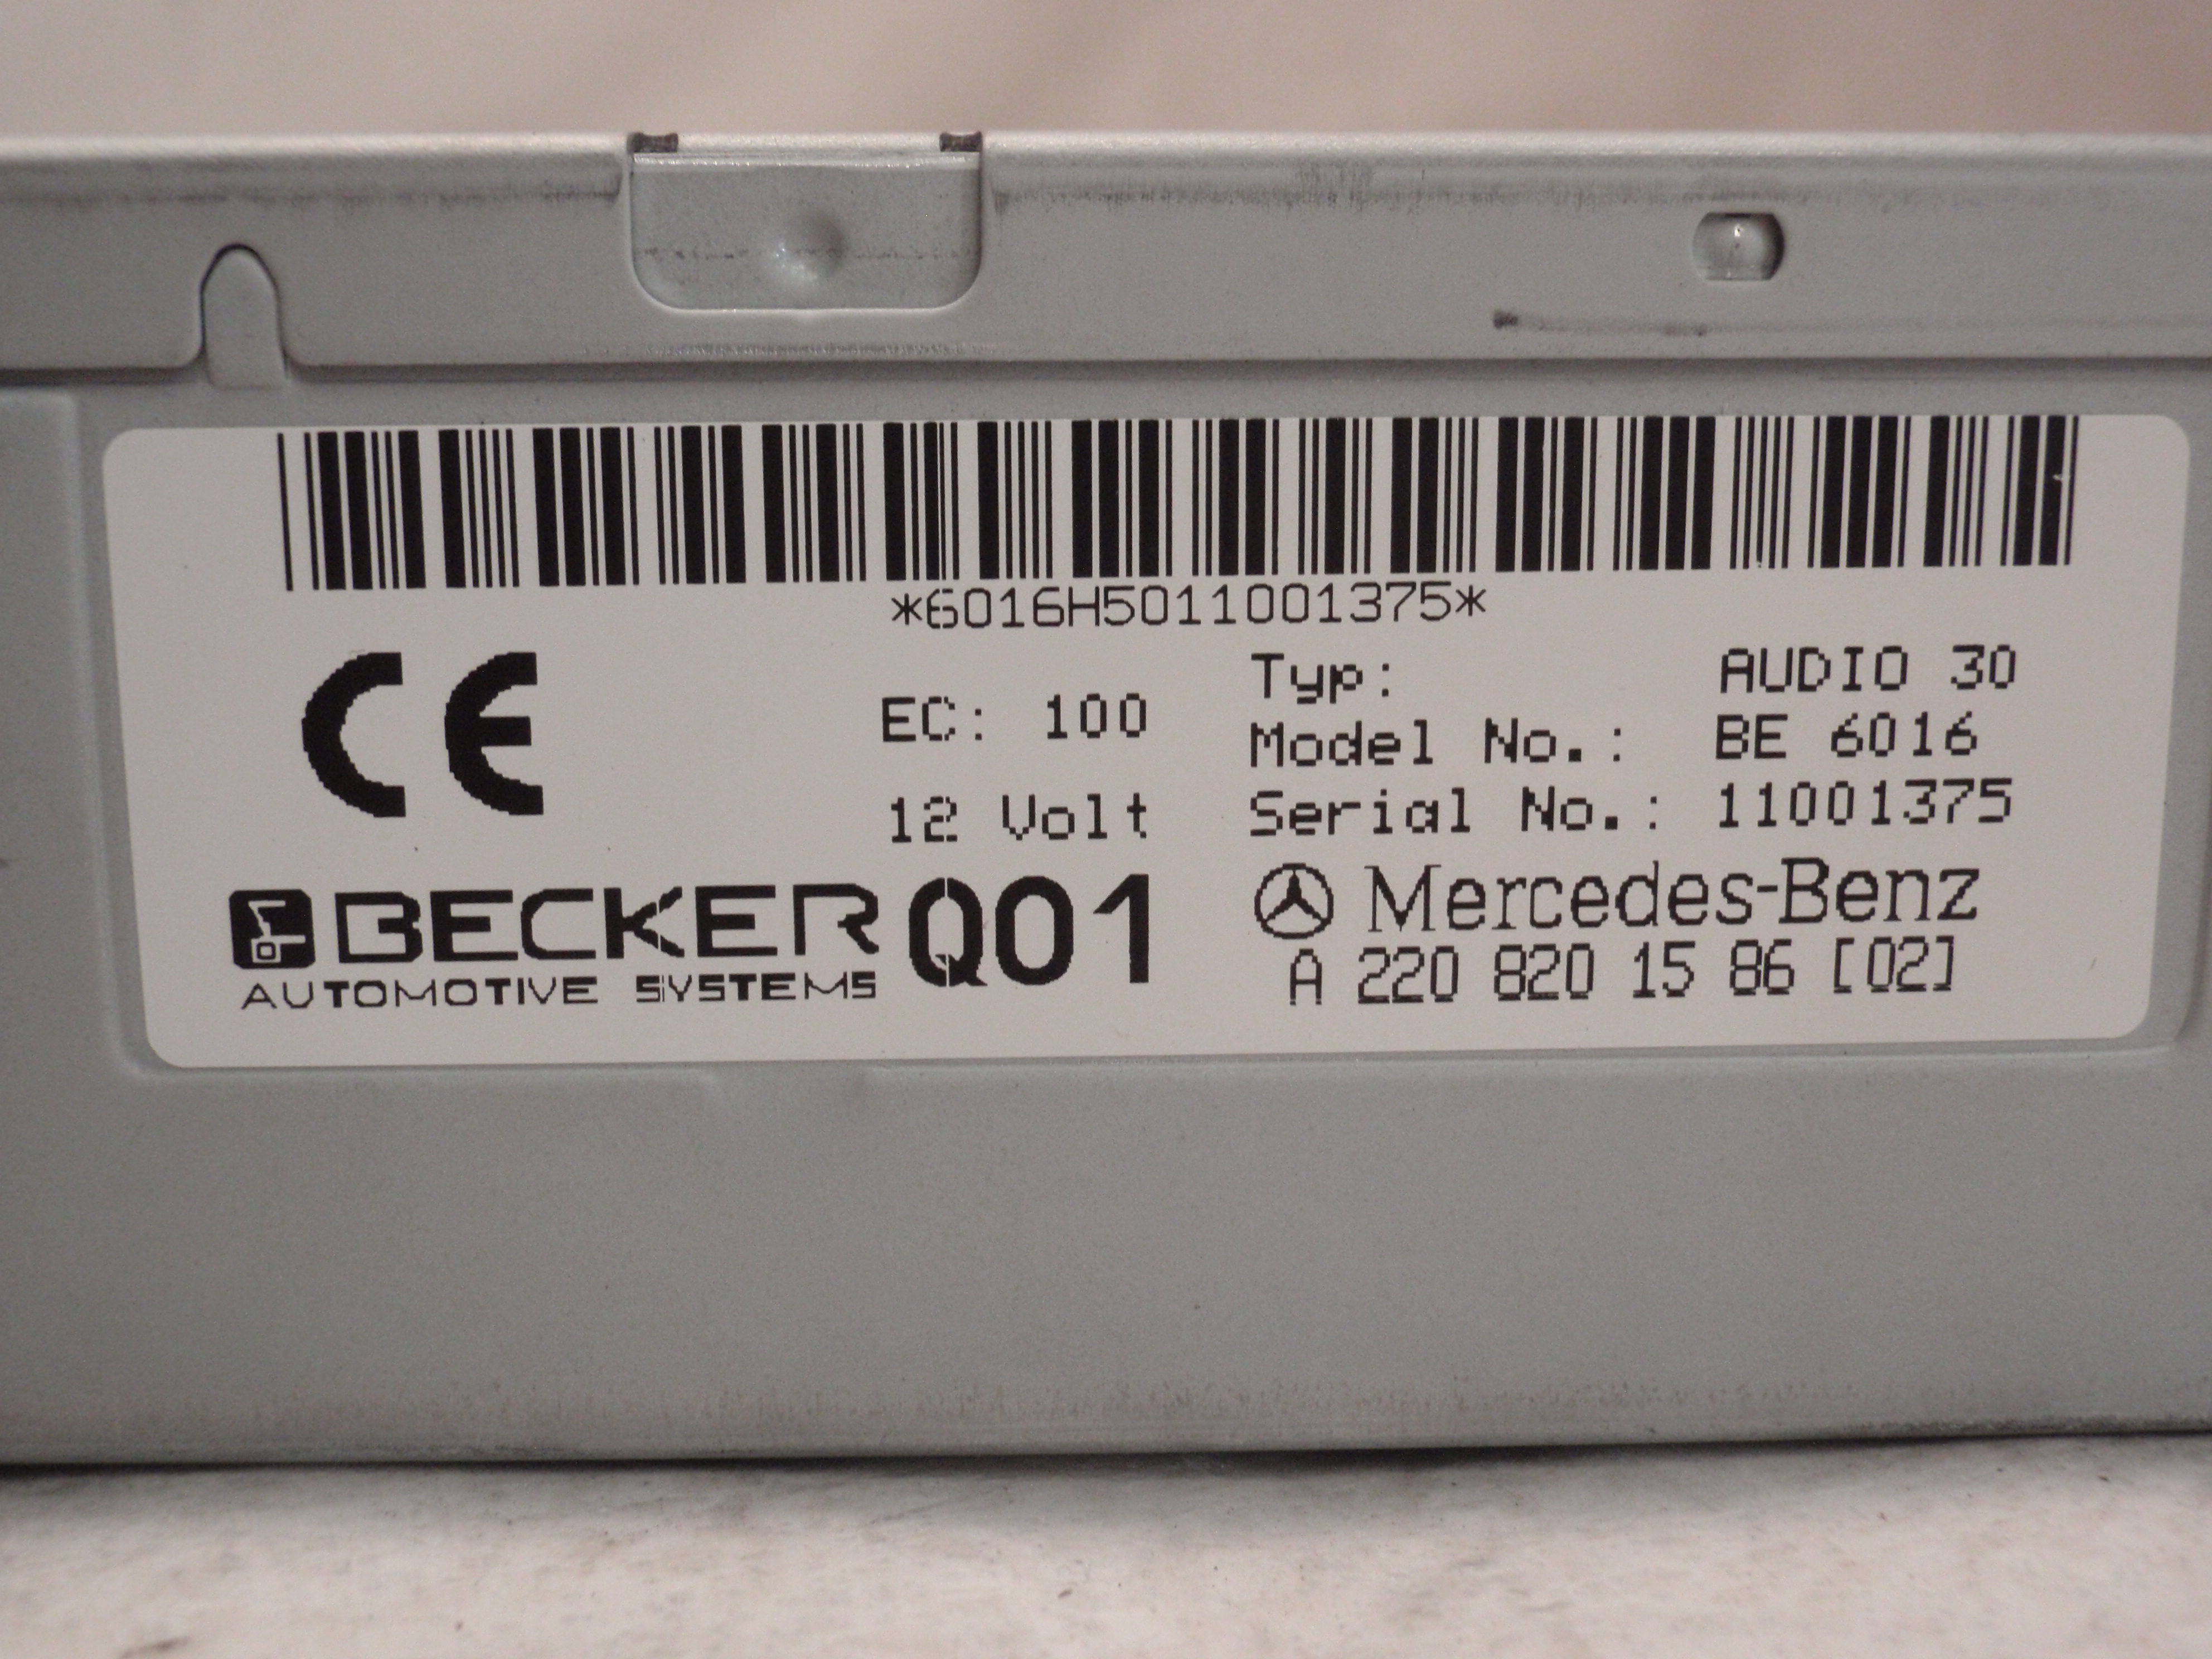 *6016H5011001375*
CE
EC: 100
12 Volt
Typ: AUDIO 30
Model No.: BE 6016
Serial No.: 11001375
BECKER Q01
AUTOMOTIVE SYSTEMS
Mercedes-Benz
A 220 820 15 86 [02]